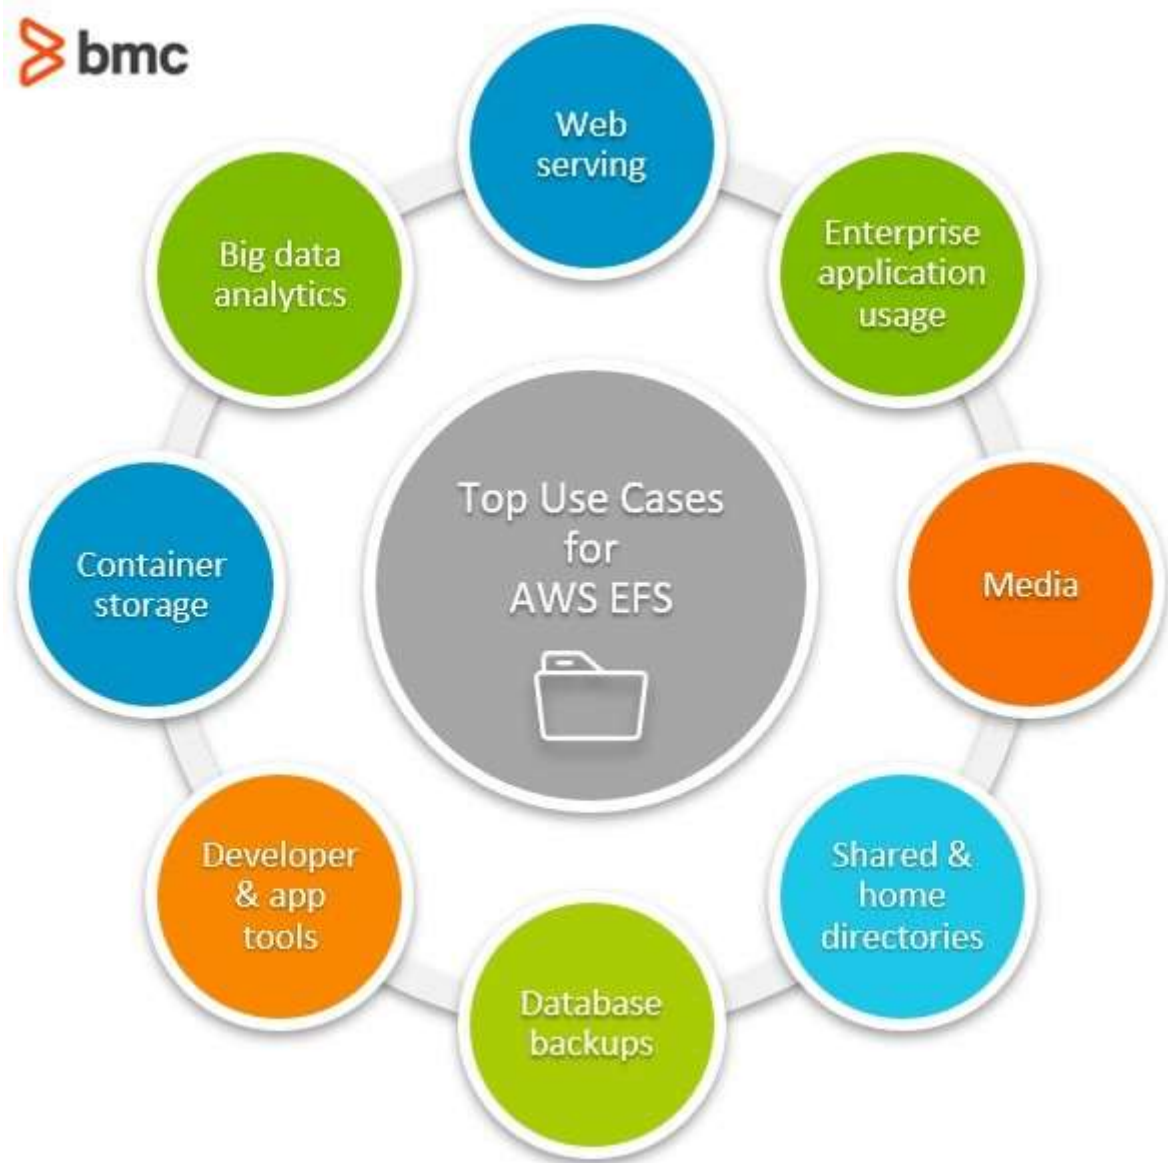 bmc
Web
serving
Enterprise
application
usage
Media
Shared &
home
directories
Database
backups
Developer
& app
tools
Container
storage
Big data
analytics
Top Use Cases
for
AWS EFS